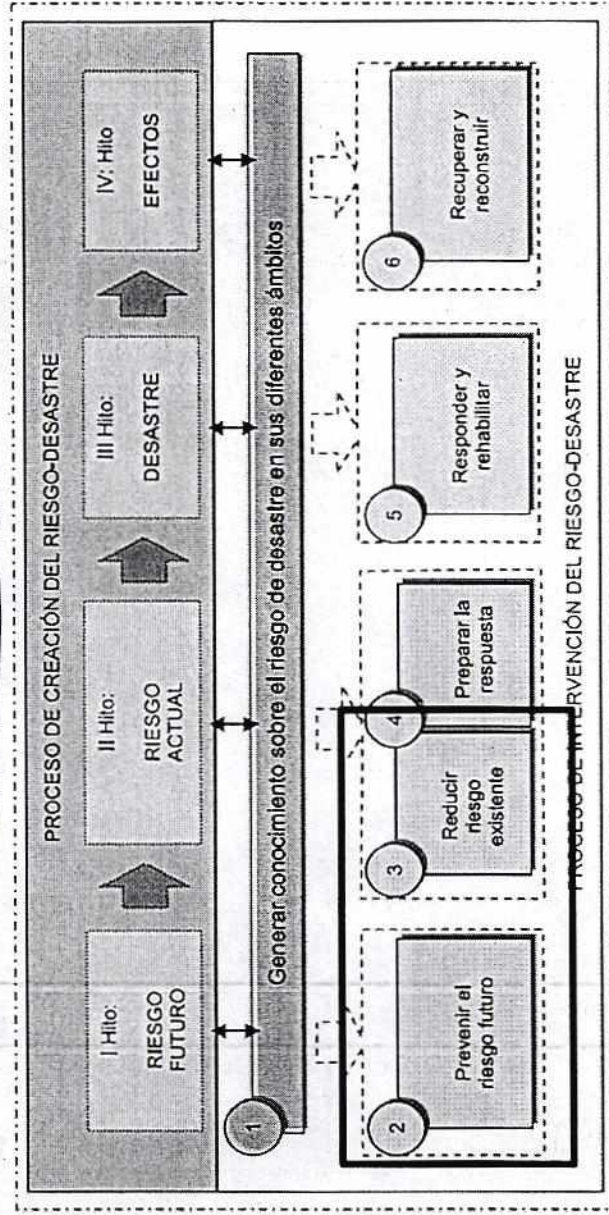 PROCESO DE CREACIÓN DEL RIESGO-DESASTRE
I Hito:
RIESGO
FUTURO
II Hito:
RIESGO
ACTUAL
III Hito:
DESASTRE
IV: Hito
EFECTOS
1
Generar conocimiento sobre el riesgo de desastre en sus diferentes ámbitos
2
Prevenir el
riesgo futuro
3
Reducir
riesgo
existente
4
Preparar la
respuesta
5
Responder y
rehabilitar
6
Recuperar y
reconstruir
PROCESO DE INTERVENCIÓN DEL RIESGO-DESASTRE